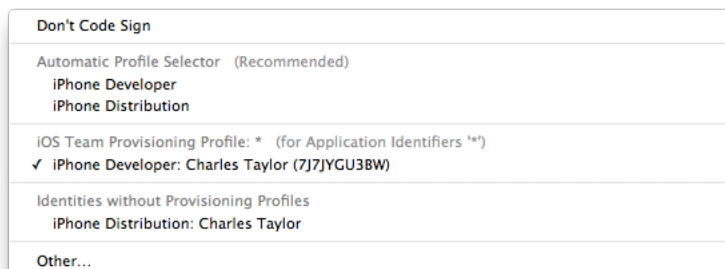 Don't Code Sign
Automatic Profile Selector (Recommended)
iPhone Developer
iPhone Distribution
iOS Team Provisioning Profile: * (for Application Identifiers '*')
✓ iPhone Developer: Charles Taylor (7J7JYGU3BW)
Identities without Provisioning Profiles
iPhone Distribution: Charles Taylor
Other...